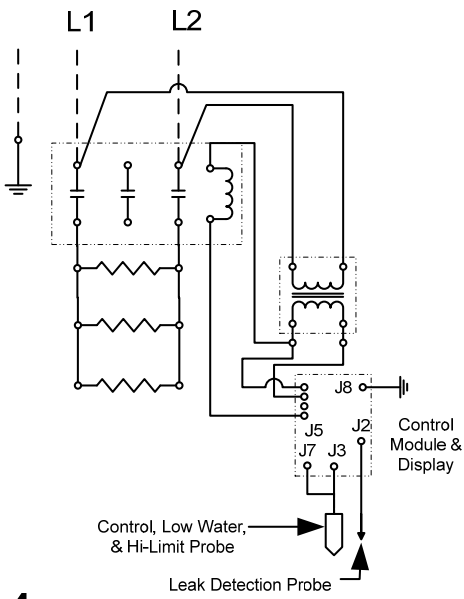 L1 L2
J8
J5
J2
J7 J3
Control
Module &
Display
Control, Low Water,
& Hi-Limit Probe
Leak Detection Probe